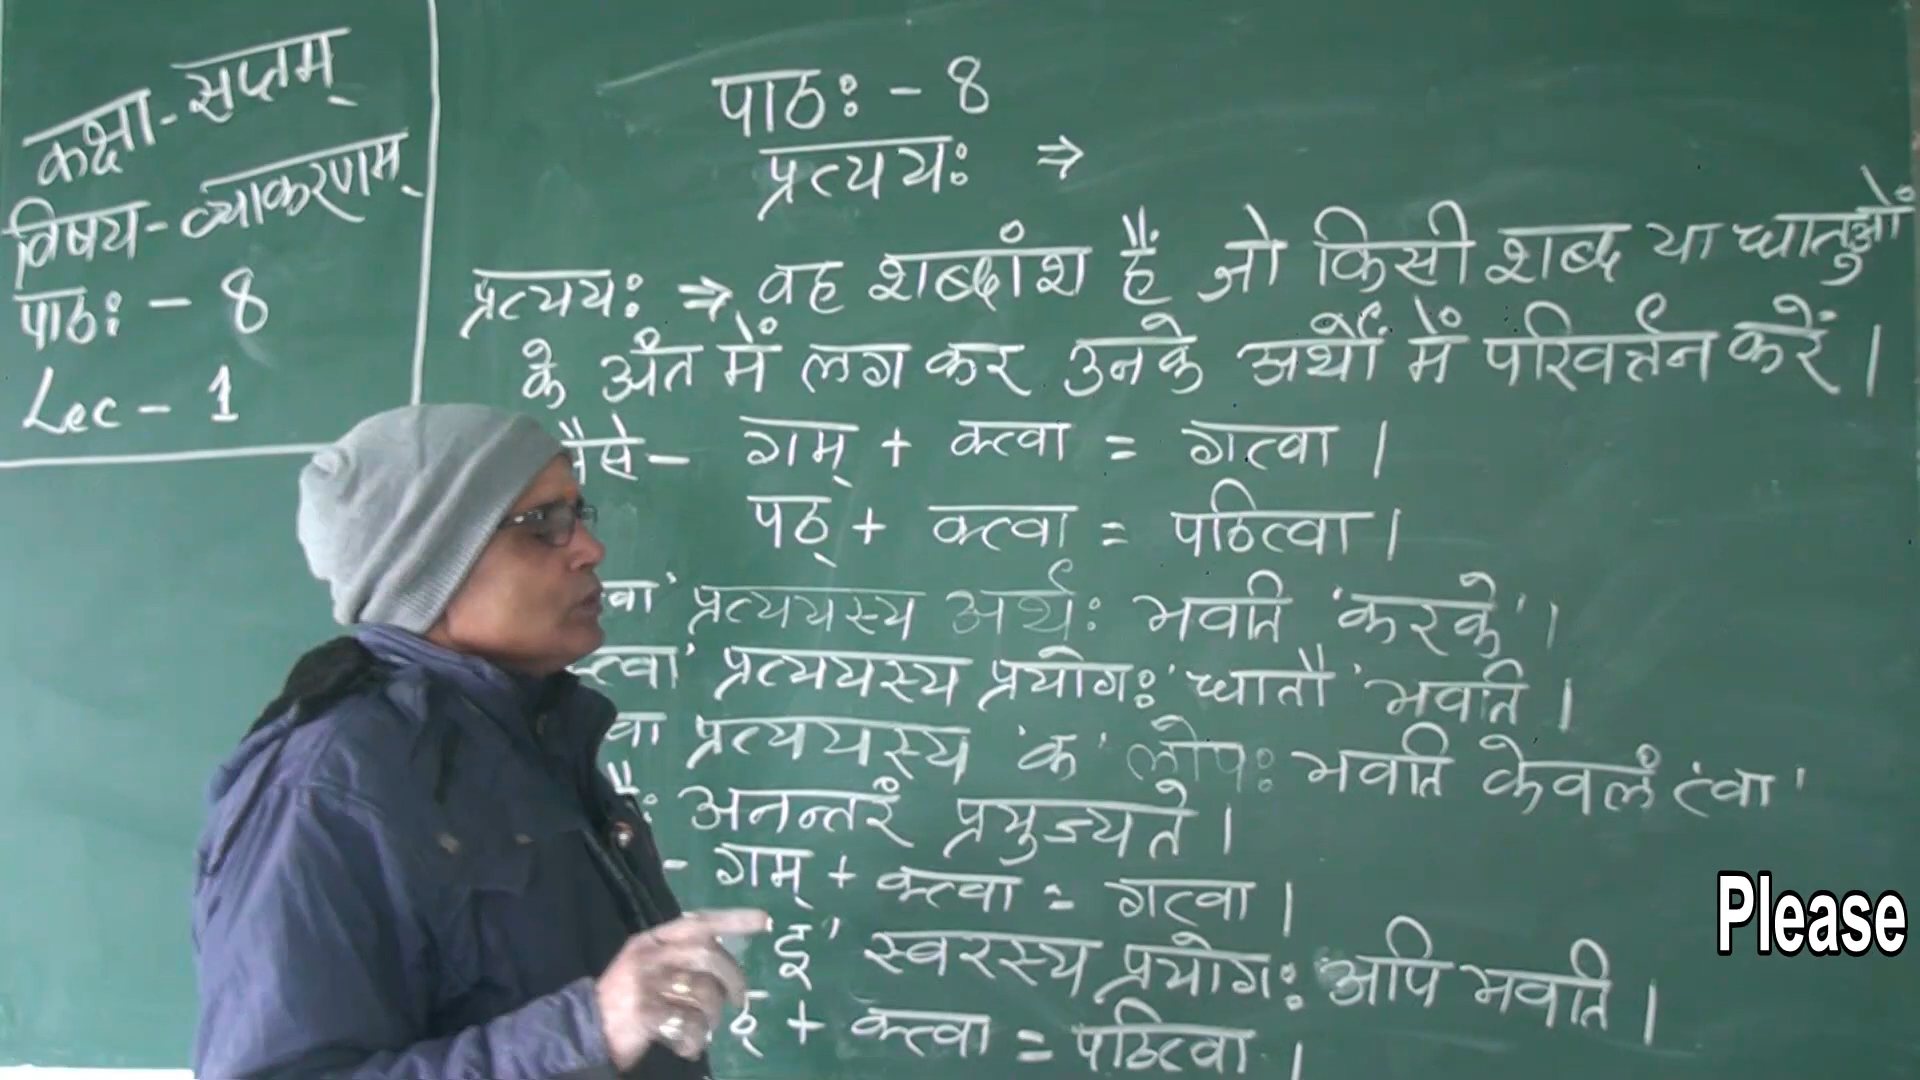 कक्षा - सप्तम्
विषय - व्याकरणम्
पाठः - 8
Lec - 1
पाठः - 8
प्रत्ययः ⇒
प्रत्ययः ⇒ वह शब्दांश है जो किसी शब्द या धातुओं
के अंत में लग कर उनके अर्थों में परिवर्त्तन करें ।
जैसे - गम् + क्त्वा = गत्वा ।
पठ् + क्त्वा = पठित्वा ।
प्रत्ययस्य अर्थः भवति 'करके' ।
प्रत्ययस्य प्रयोगः 'धातौ' भवति ।
प्रत्ययस्य 'क' लोपः भवति केवलं 'त्वा'
अनन्तरं प्रयुज्यते ।
- गम् + क्त्वा = गत्वा ।
'इ' स्वरस्य प्रयोगः अपि भवति ।
+ क्त्वा = पठित्वा ।
Please